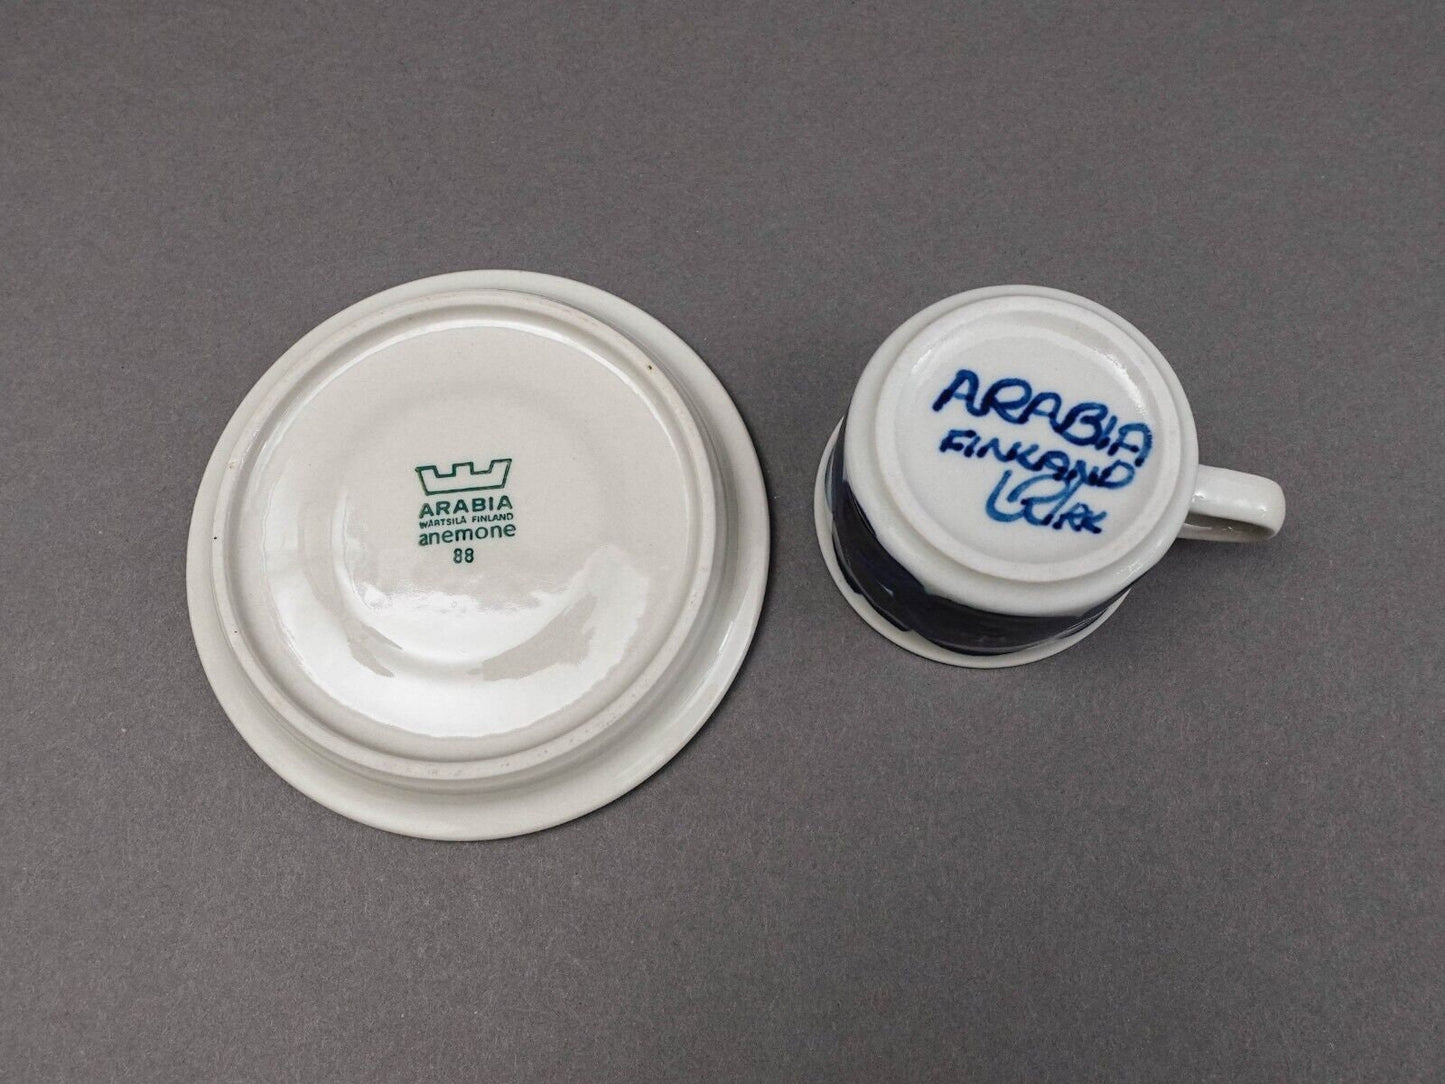 ARABIA
WÄRTSILÄ FINLAND
anemone
88
ARABIA
FINLAND